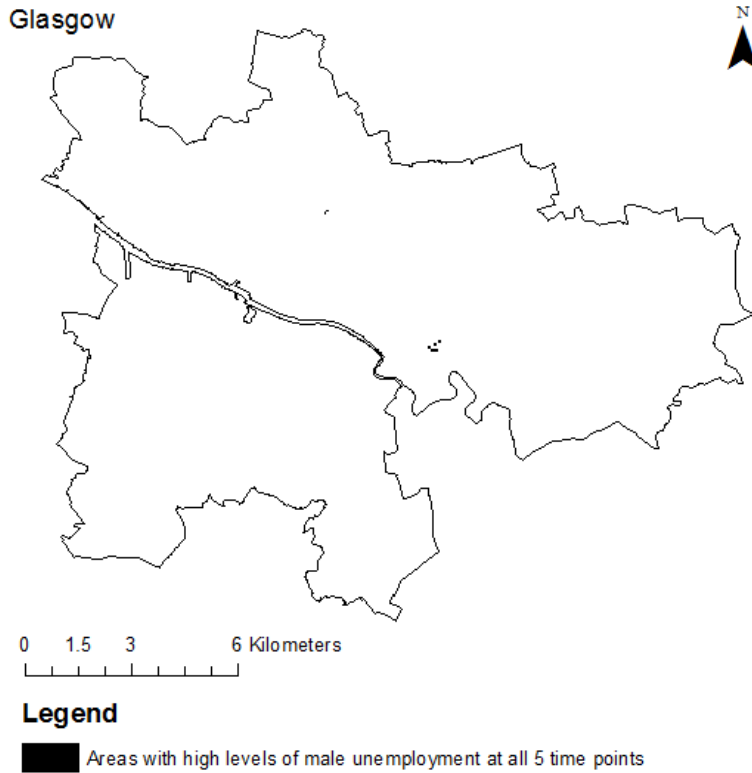 Glasgow
N
0 1.5 3 6 Kilometers
Legend
Areas with high levels of male unemployment at all 5 time points